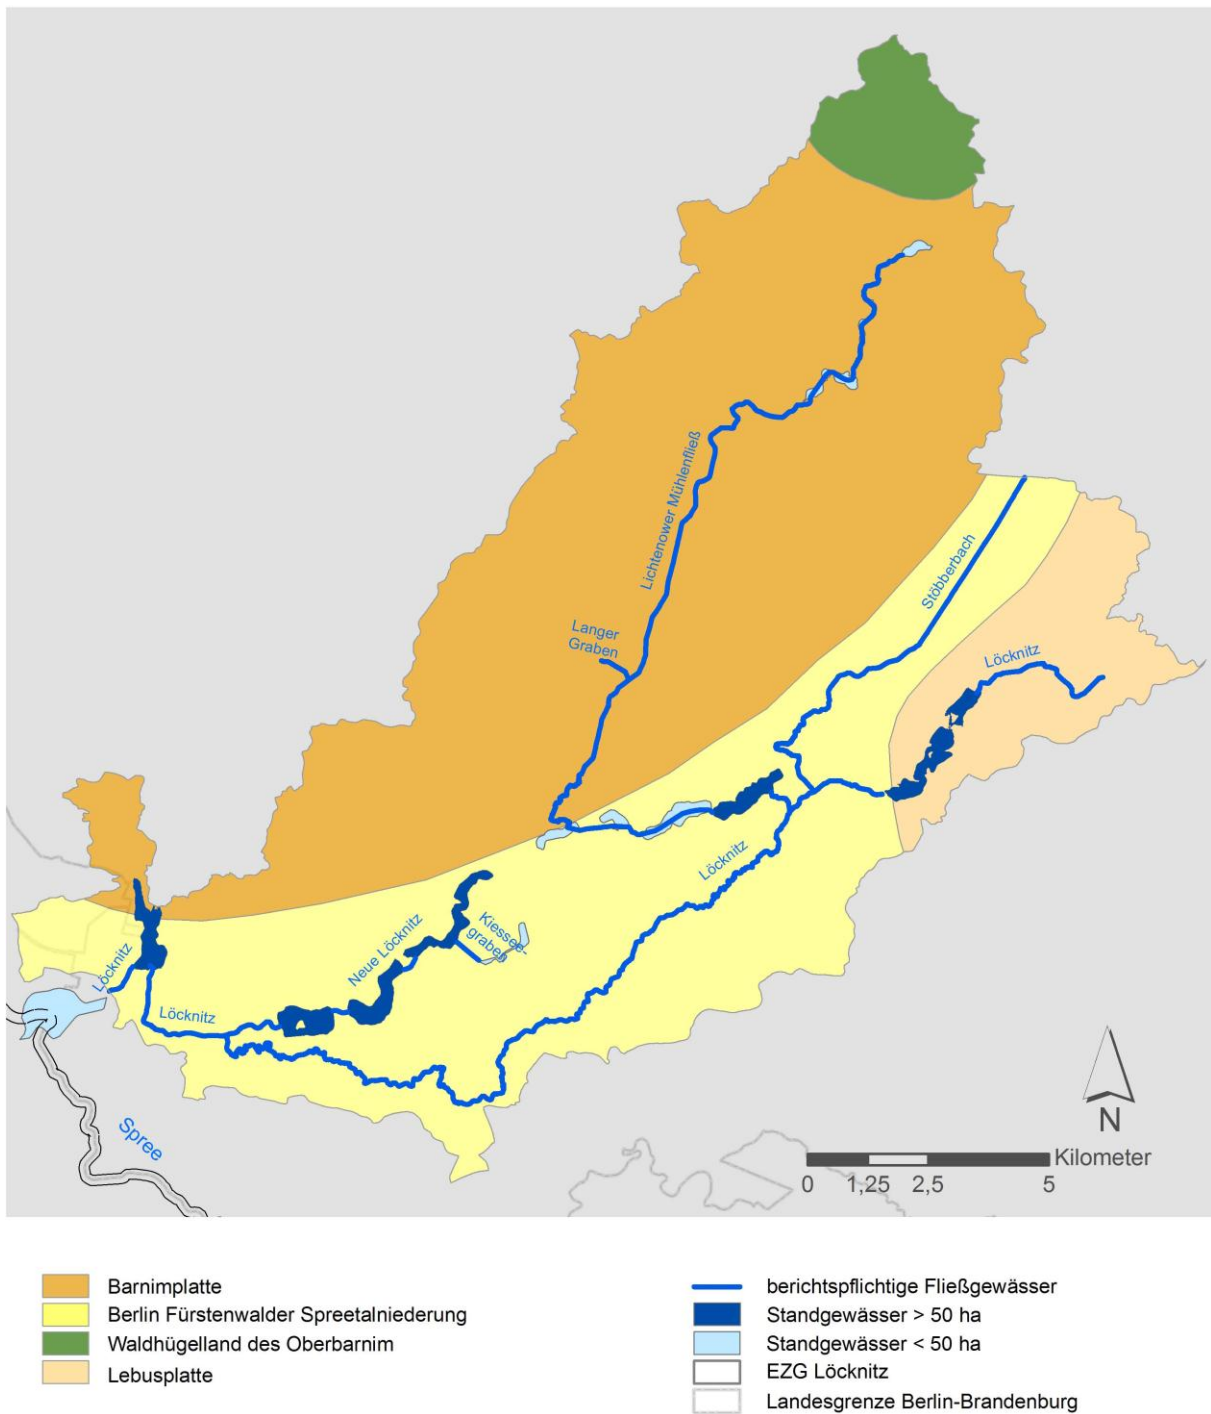 Lichtenower Mühlenfließ
Stöbberbach
Langer
Graben
Löcknitz
Löcknitz
Neue Löcknitz
Kiessee-
graben
Löcknitz
Löcknitz
Spree
N
Kilometer
0 1,25 2,5 5
Barnimplatte
Berlin Fürstenwalder Spreetalniederung
Waldhügelland des Oberbarnim
Lebusplatte
berichtspflichtige Fließgewässer
Standgewässer > 50 ha
Standgewässer < 50 ha
EZG Löcknitz
Landesgrenze Berlin-Brandenburg